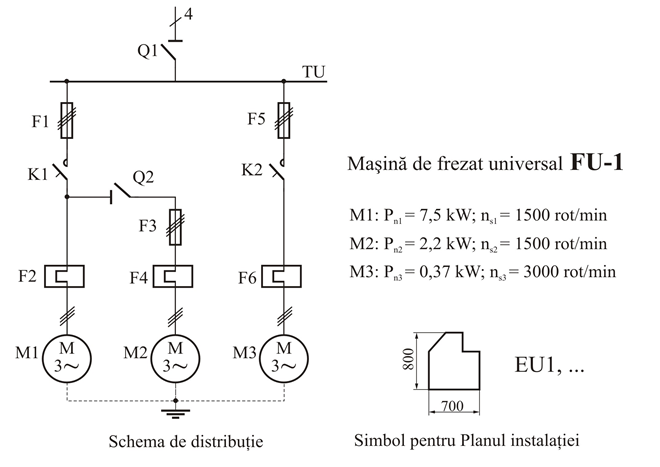 4
Q1
TU
F1
F5
K1
K2
Q2
F3
F2
F4
F6
M1
M
3~
M2
M
3~
M3
M
3~
Schema de distribuție
Mașină de frezat universal FU-1
M1: Pn1 = 7,5 kW; ns1 = 1500 rot/min
M2: Pn2 = 2,2 kW; ns2 = 1500 rot/min
M3: Pn3 = 0,37 kW; ns3 = 3000 rot/min
800
700
EU1, ...
Simbol pentru Planul instalației